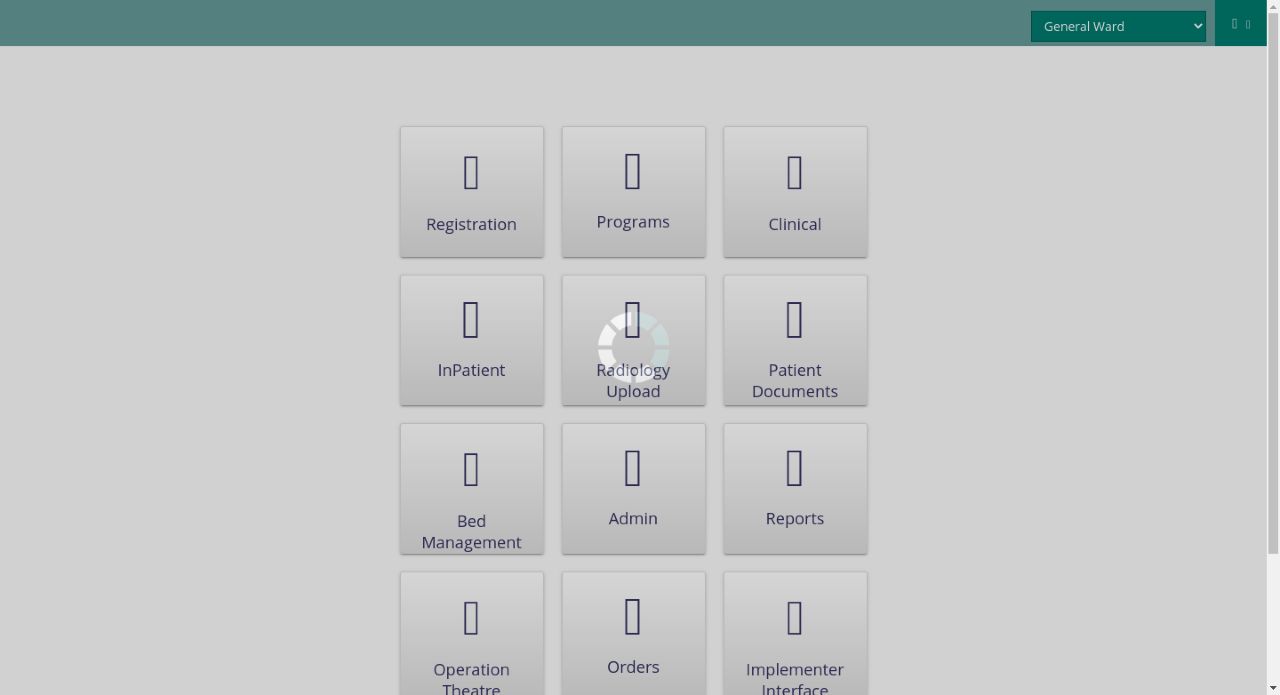 General Ward
Registration
Programs
Clinical
InPatient
Radiology
Upload
Patient
Documents
Bed
Management
Admin
Reports
Operation
Theatre
Orders
Implementer
Interface